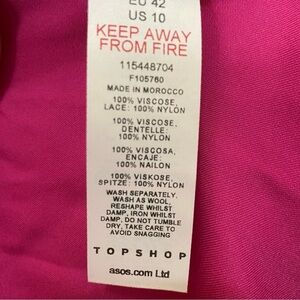 EU 42
US 10
KEEP AWAY
FROM FIRE
115448704
F105760
MADE IN MOROCCO
100% VISCOSE,
LACE: 100% NYLON
100% VISCOSE,
DENTELLE:
100% NYLON
100% VISCOSA,
ENCAJE:
100% NAILON
100% VISKOSE,
SPITZE: 100% NYLON
WASH SEPARATELY,
WASH AS WOOL,
RESHAPE WHILST
DAMP, IRON WHILST
DAMP, DO NOT TUMBLE
DRY, TAKE CARE TO
AVOID SNAGGING
TOPSHOP
asos.com Ltd